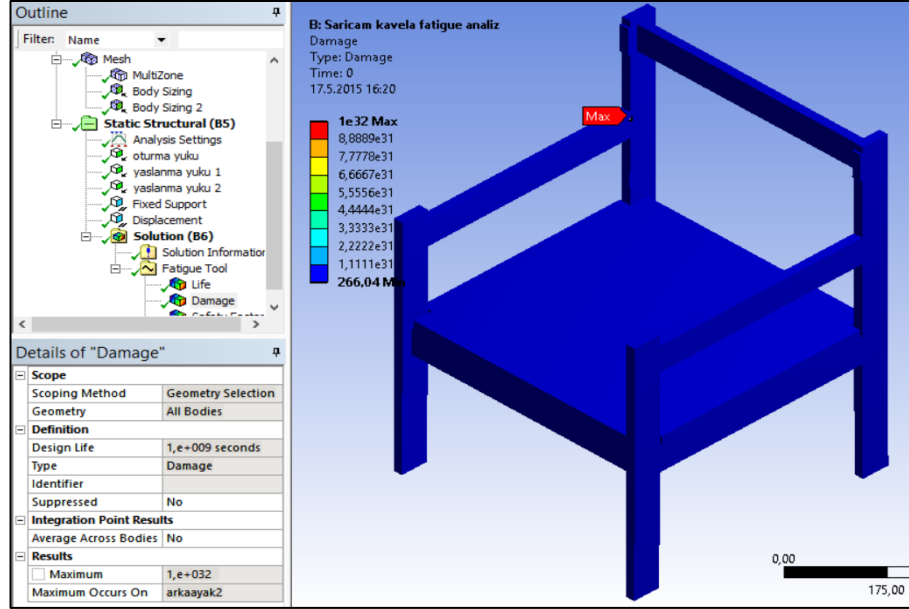 Outline
Filter: Name
Mesh
MultiZone
Body Sizing
Body Sizing 2
Static Structural (B5)
Analysis Settings
oturma yuku
yaslanma yuku 1
yaslanma yuku 2
Fixed Support
Displacement
Solution (B6)
Solution Information
Fatigue Tool
Life
Damage
Safety Factor
Details of "Damage"
Scope
Scoping Method Geometry Selection
Geometry All Bodies
Definition
Design Life 1,e+009 seconds
Type Damage
Identifier
Suppressed No
Integration Point Results
Average Across Bodies No
Results
Maximum 1,e+032
Maximum Occurs On arkaayak2
B: Saricam kavela fatigue analiz
Damage
Type: Damage
Time: 0
17.5.2015 16:20
1e32 Max
8,8889e31
7,7778e31
6,6667e31
5,5556e31
4,4444e31
3,3333e31
2,2222e31
1,1111e31
266,04 Min
Max
0,00
175,00